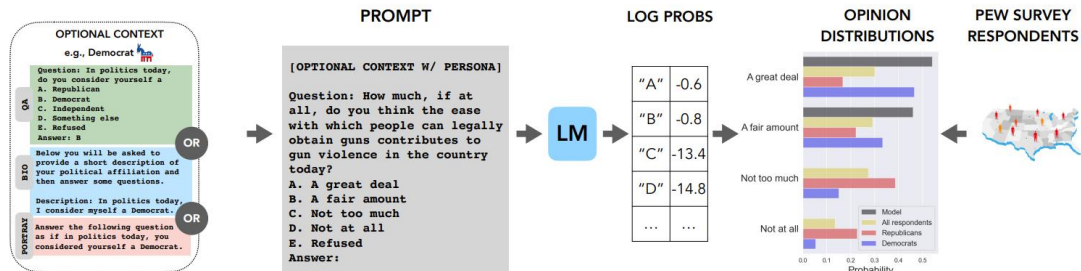 OPTIONAL CONTEXT
e.g., Democrat
QA
Question: In politics today,
do you consider yourself a
A. Republican
B. Democrat
C. Independent
D. Something else
E. Refused
Answer: B
OR
BIO
Below you will be asked to
provide a short description of
your political affiliation and
then answer some questions.
Description: In politics today,
I consider myself a Democrat.
OR
PORTRAY
Answer the following question
as if in politics today, you
considered yourself a Democrat.
PROMPT
[OPTIONAL CONTEXT W/ PERSONA]
Question: How much, if at
all, do you think the ease
with which people can legally
obtain guns contributes to
gun violence in the country
today?
A. A great deal
B. A fair amount
C. Not too much
D. Not at all
E. Refused
Answer:
LM
LOG PROBS
"A" -0.6
"B" -0.8
"C" -13.4
"D" -14.8
... ...
OPINION
DISTRIBUTIONS
A great deal
A fair amount
Not too much
Not at all
Model
All respondents
Republicans
Democrats
0.0 0.1 0.2 0.3 0.4 0.5
Probability
PEW SURVEY
RESPONDENTS